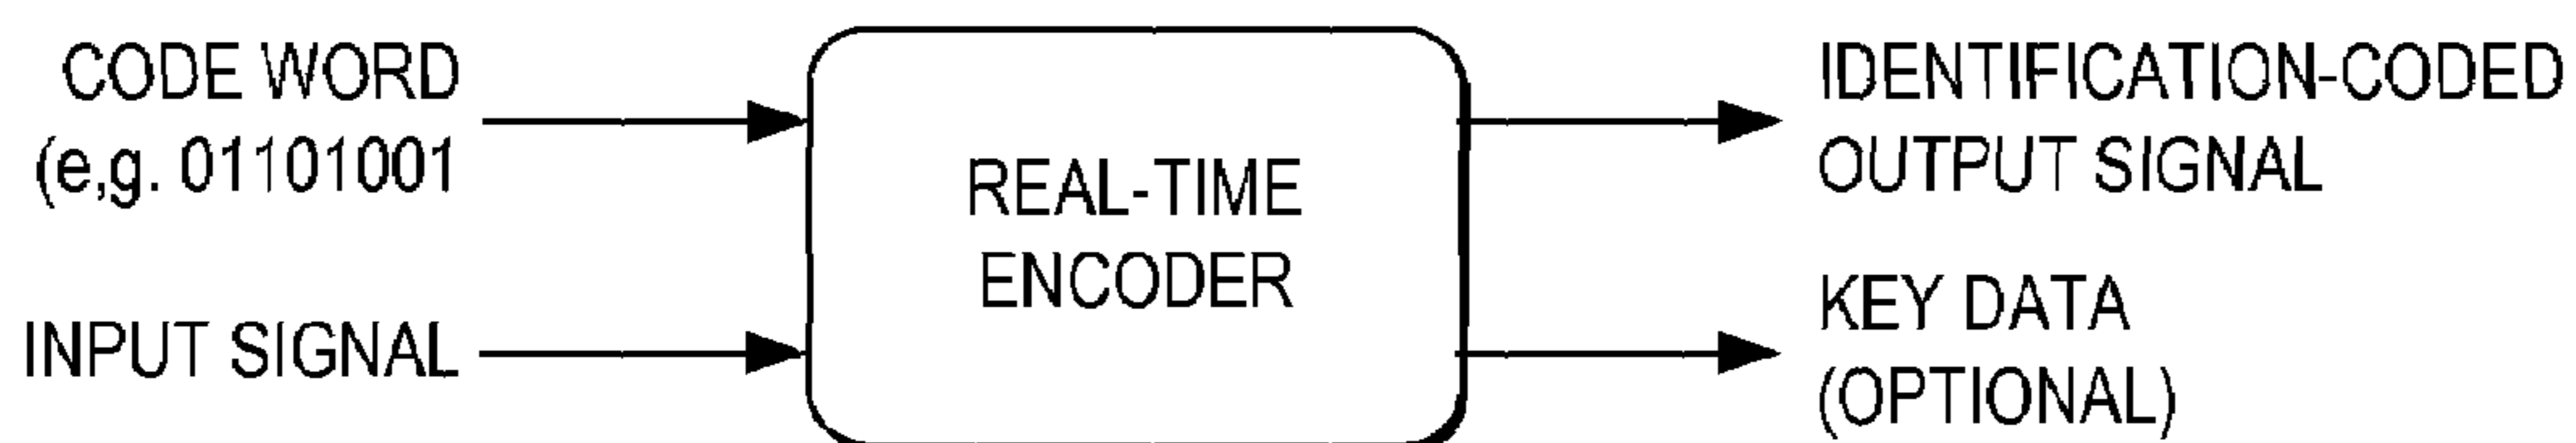 CODE WORD
(e,g. 01101001
INPUT SIGNAL
REAL-TIME
ENCODER
IDENTIFICATION-CODED
OUTPUT SIGNAL
KEY DATA
(OPTIONAL)